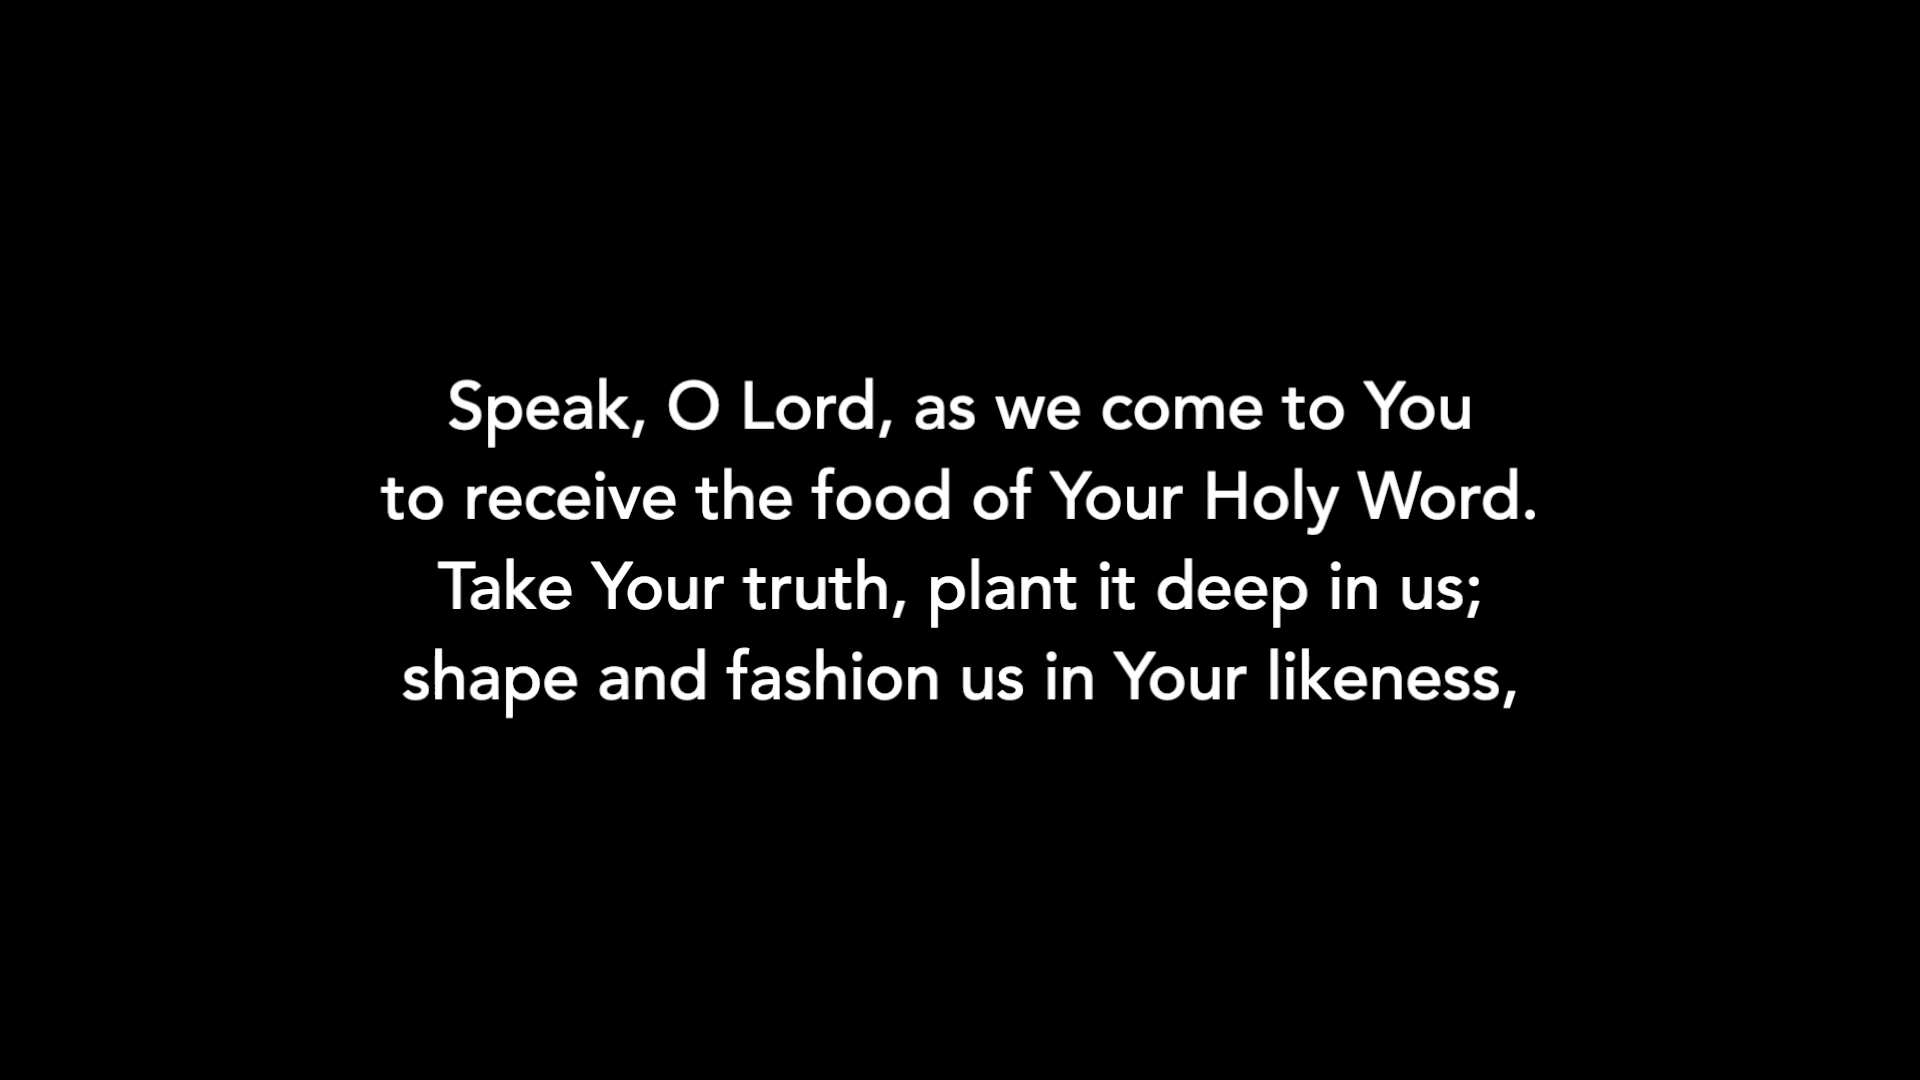 Speak, O Lord, as we come to You
to receive the food of Your Holy Word.
Take Your truth, plant it deep in us;
shape and fashion us in Your likeness,